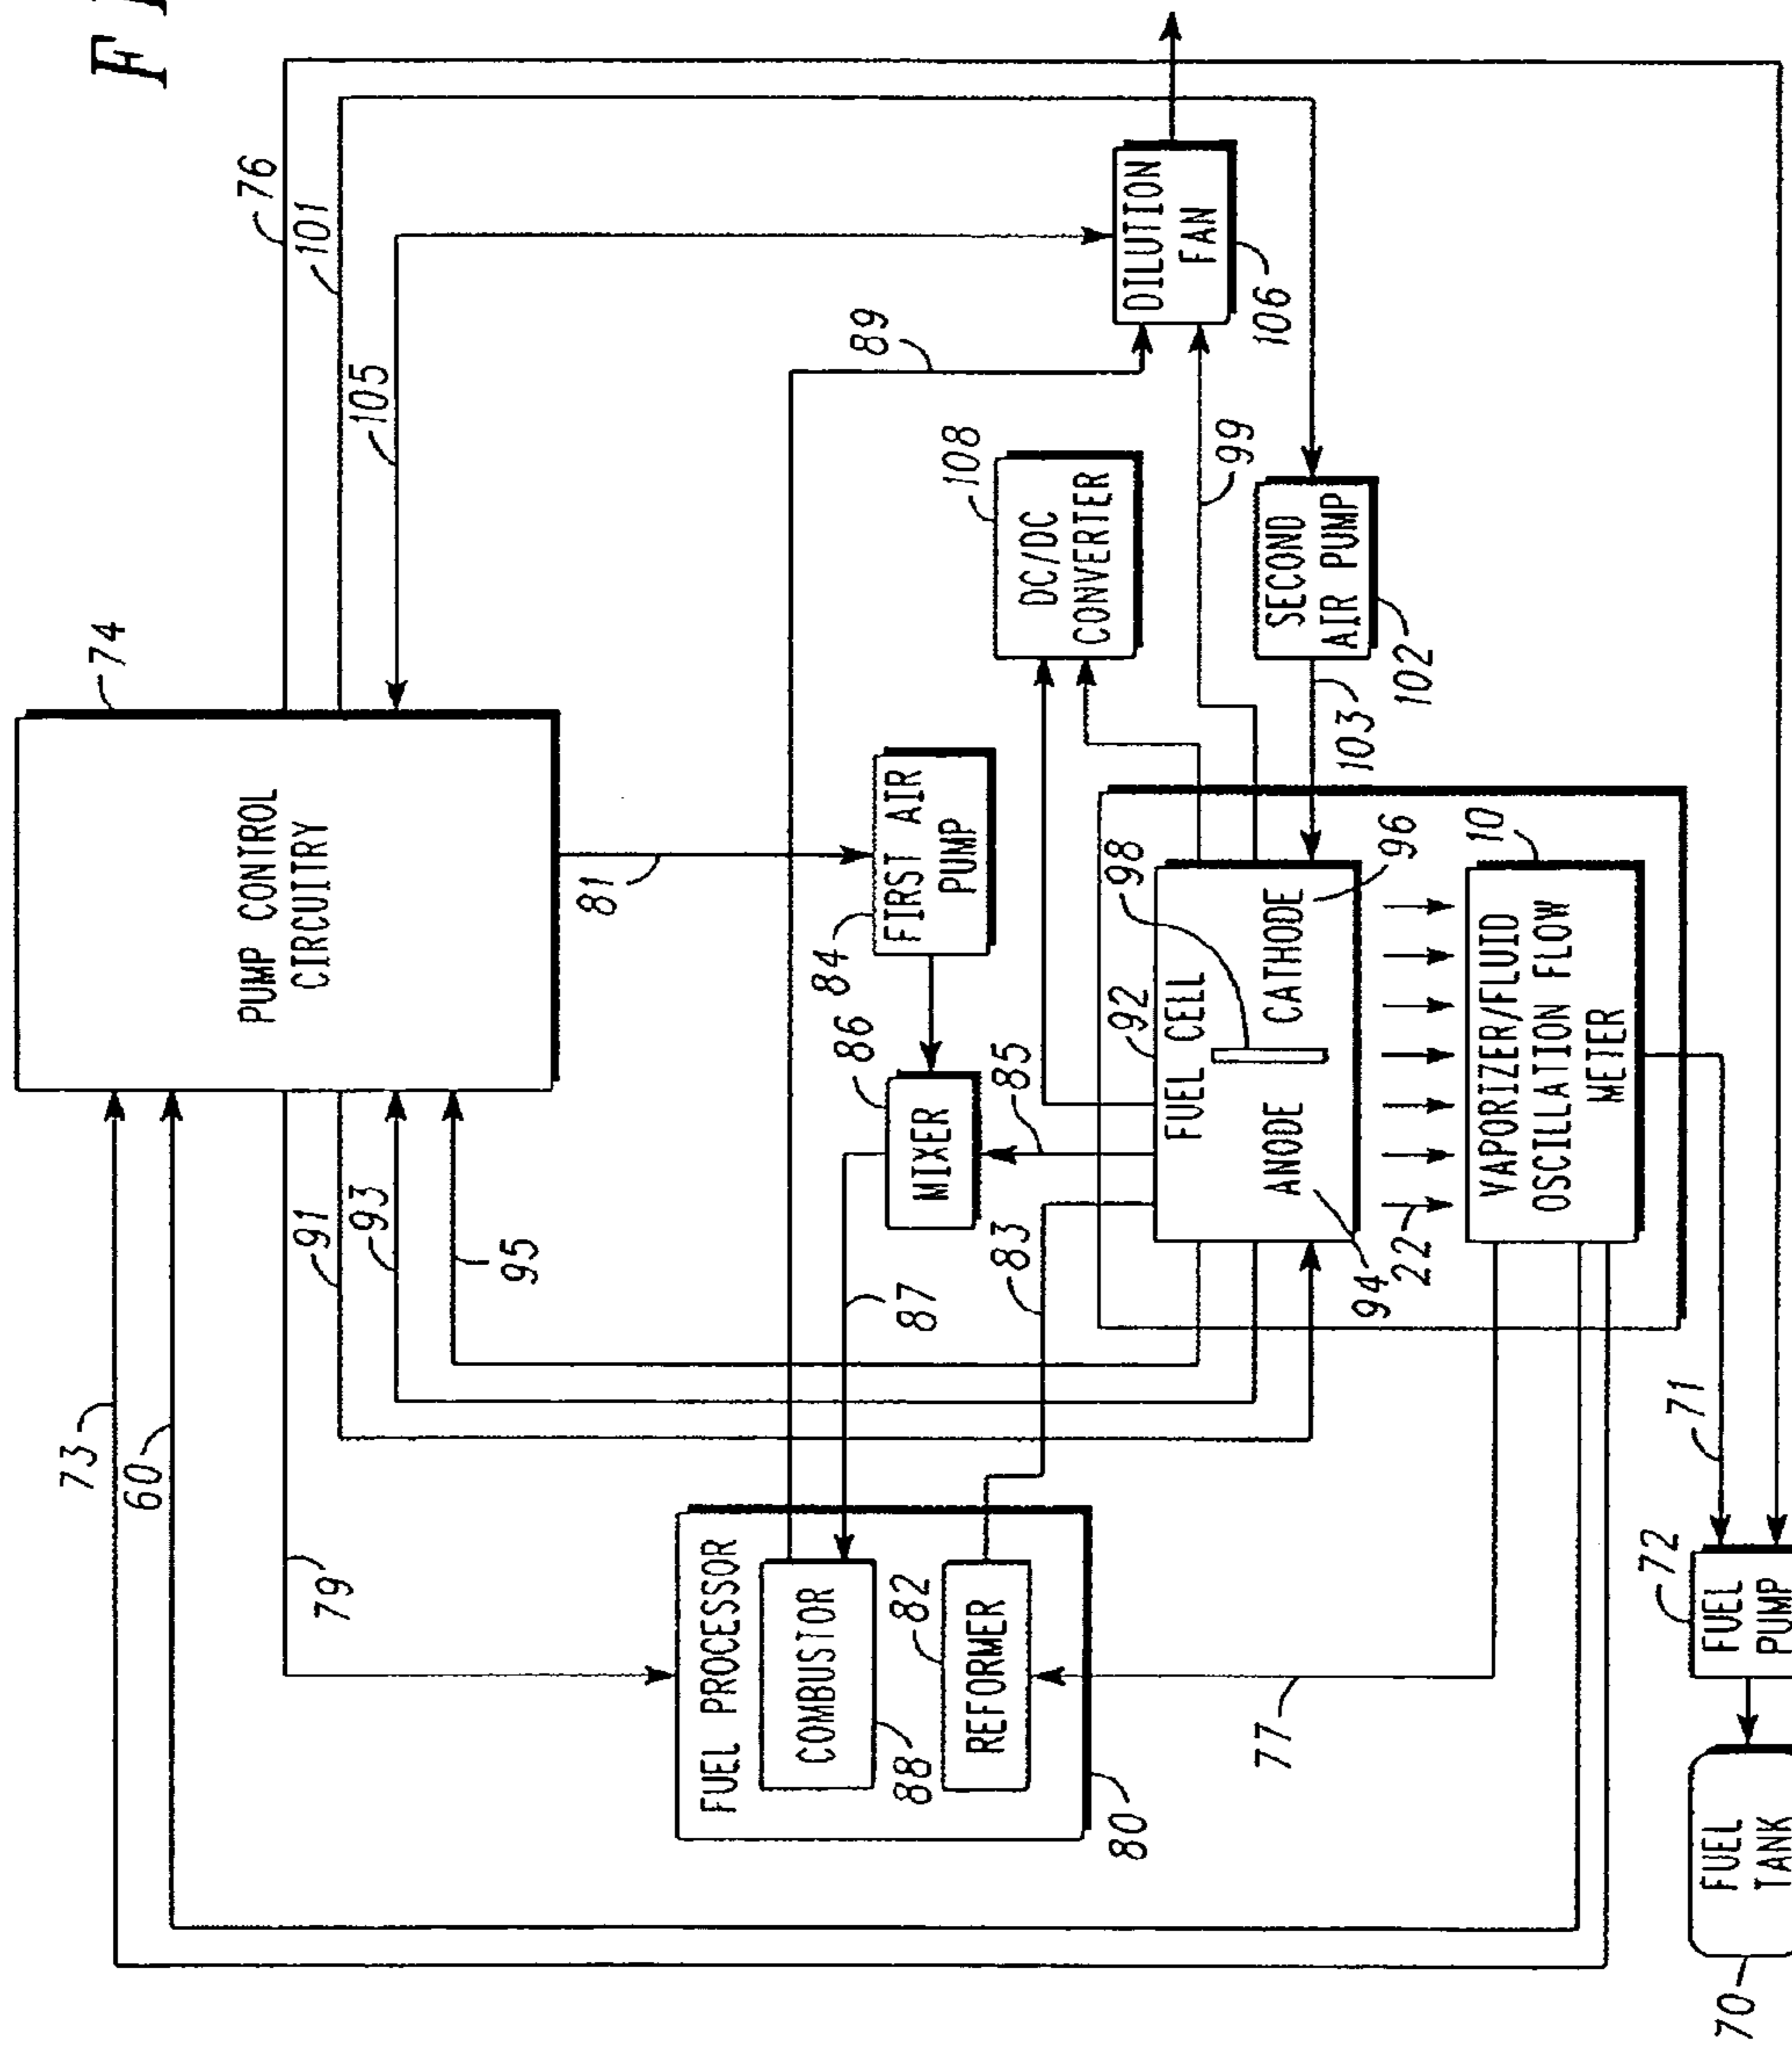 F
76
101
105
74
PUMP CONTROL
CIRCUITRY
73
60
79
91
93
95
81
89
DILUTION
FAN
106
108
DC/DC
CONVERTER
99
SECOND
AIR PUMP
102
103
84
FIRST AIR
PUMP
86
MIXER
85
87
83
FUEL PROCESSOR
COMBUSTOR
88
82
REFORMER
80
77
92
FUEL CELL
98
ANODE
CATHODE
96
94
22
10
VAPORIZER/FLUID
OSCILLATION FLOW
METER
71
72
FUEL
PUMP
FUEL
TANK
70